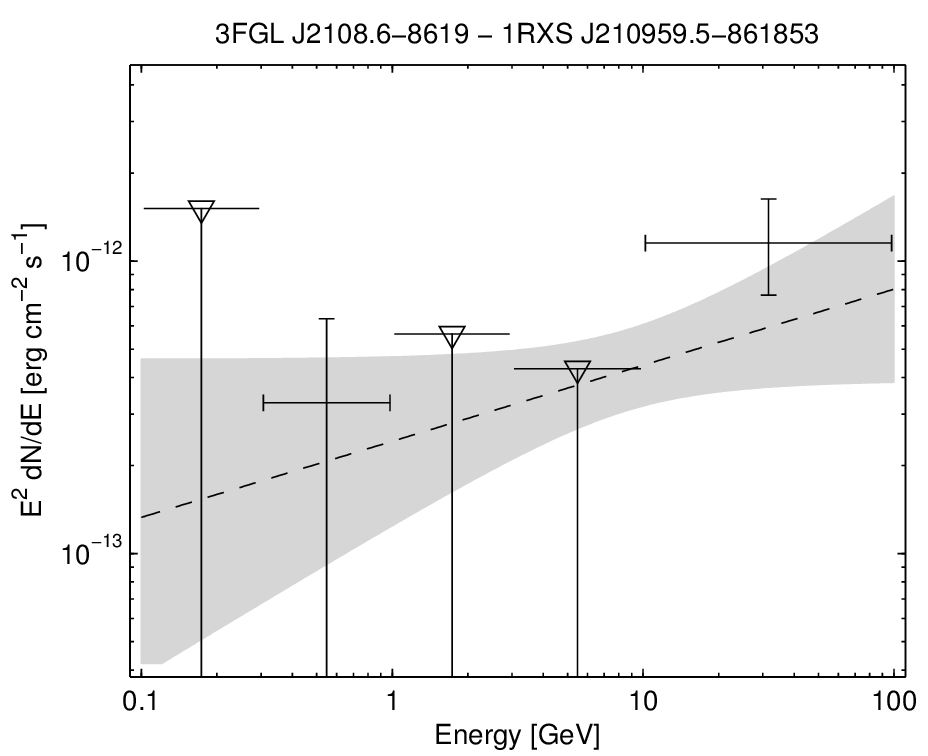 3FGL J2108.6−8619 − 1RXS J210959.5−861853
E² dN/dE [erg cm⁻² s⁻¹]
10⁻¹²
10⁻¹³
0.1 1 10 100
Energy [GeV]